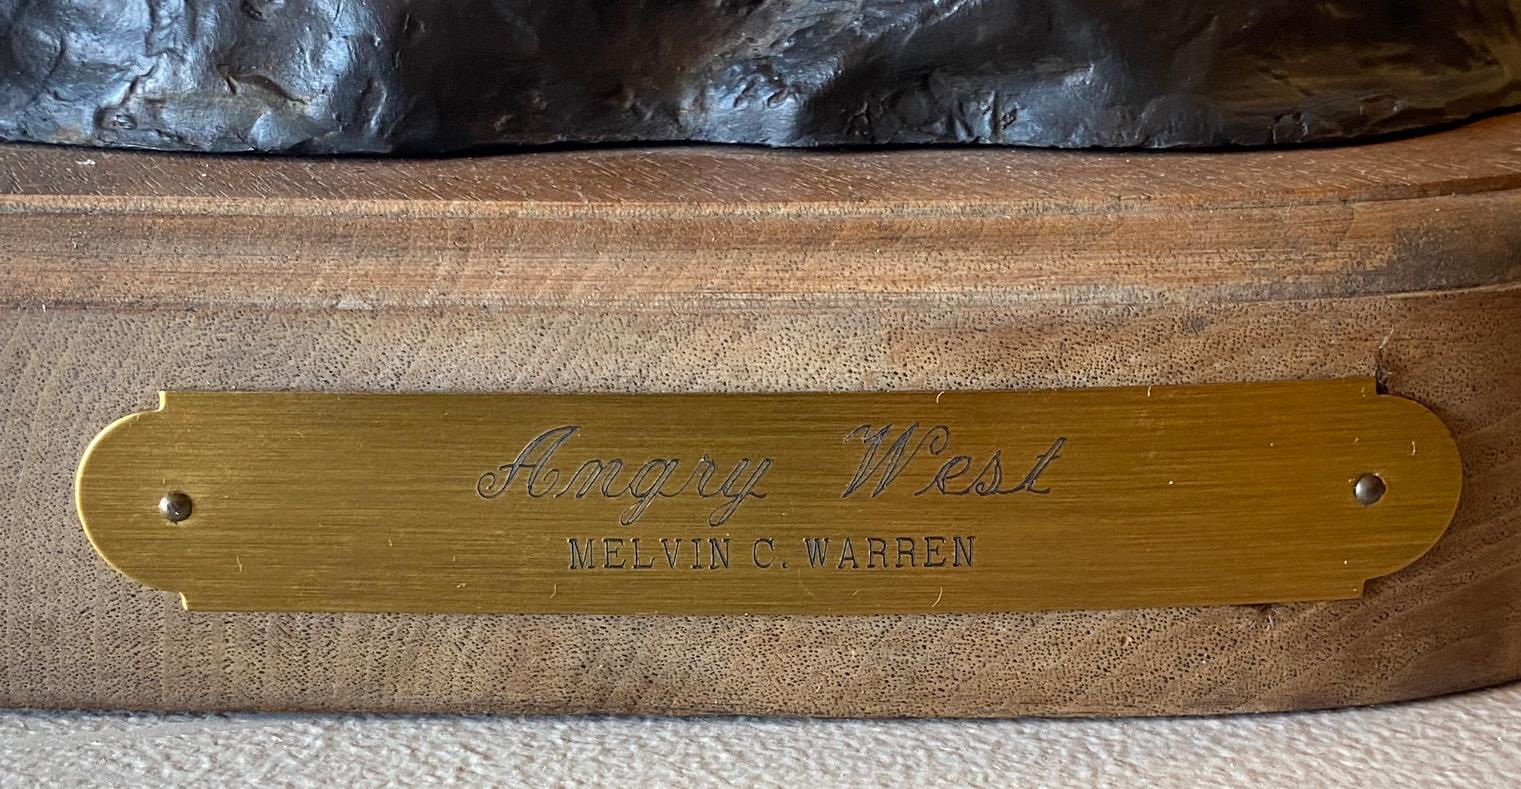 Angry West
MELVIN C. WARREN